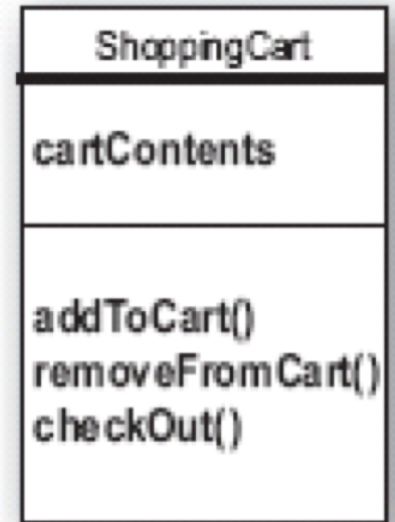 ShoppingCart
cartContents
addToCart()
removeFromCart()
checkOut()